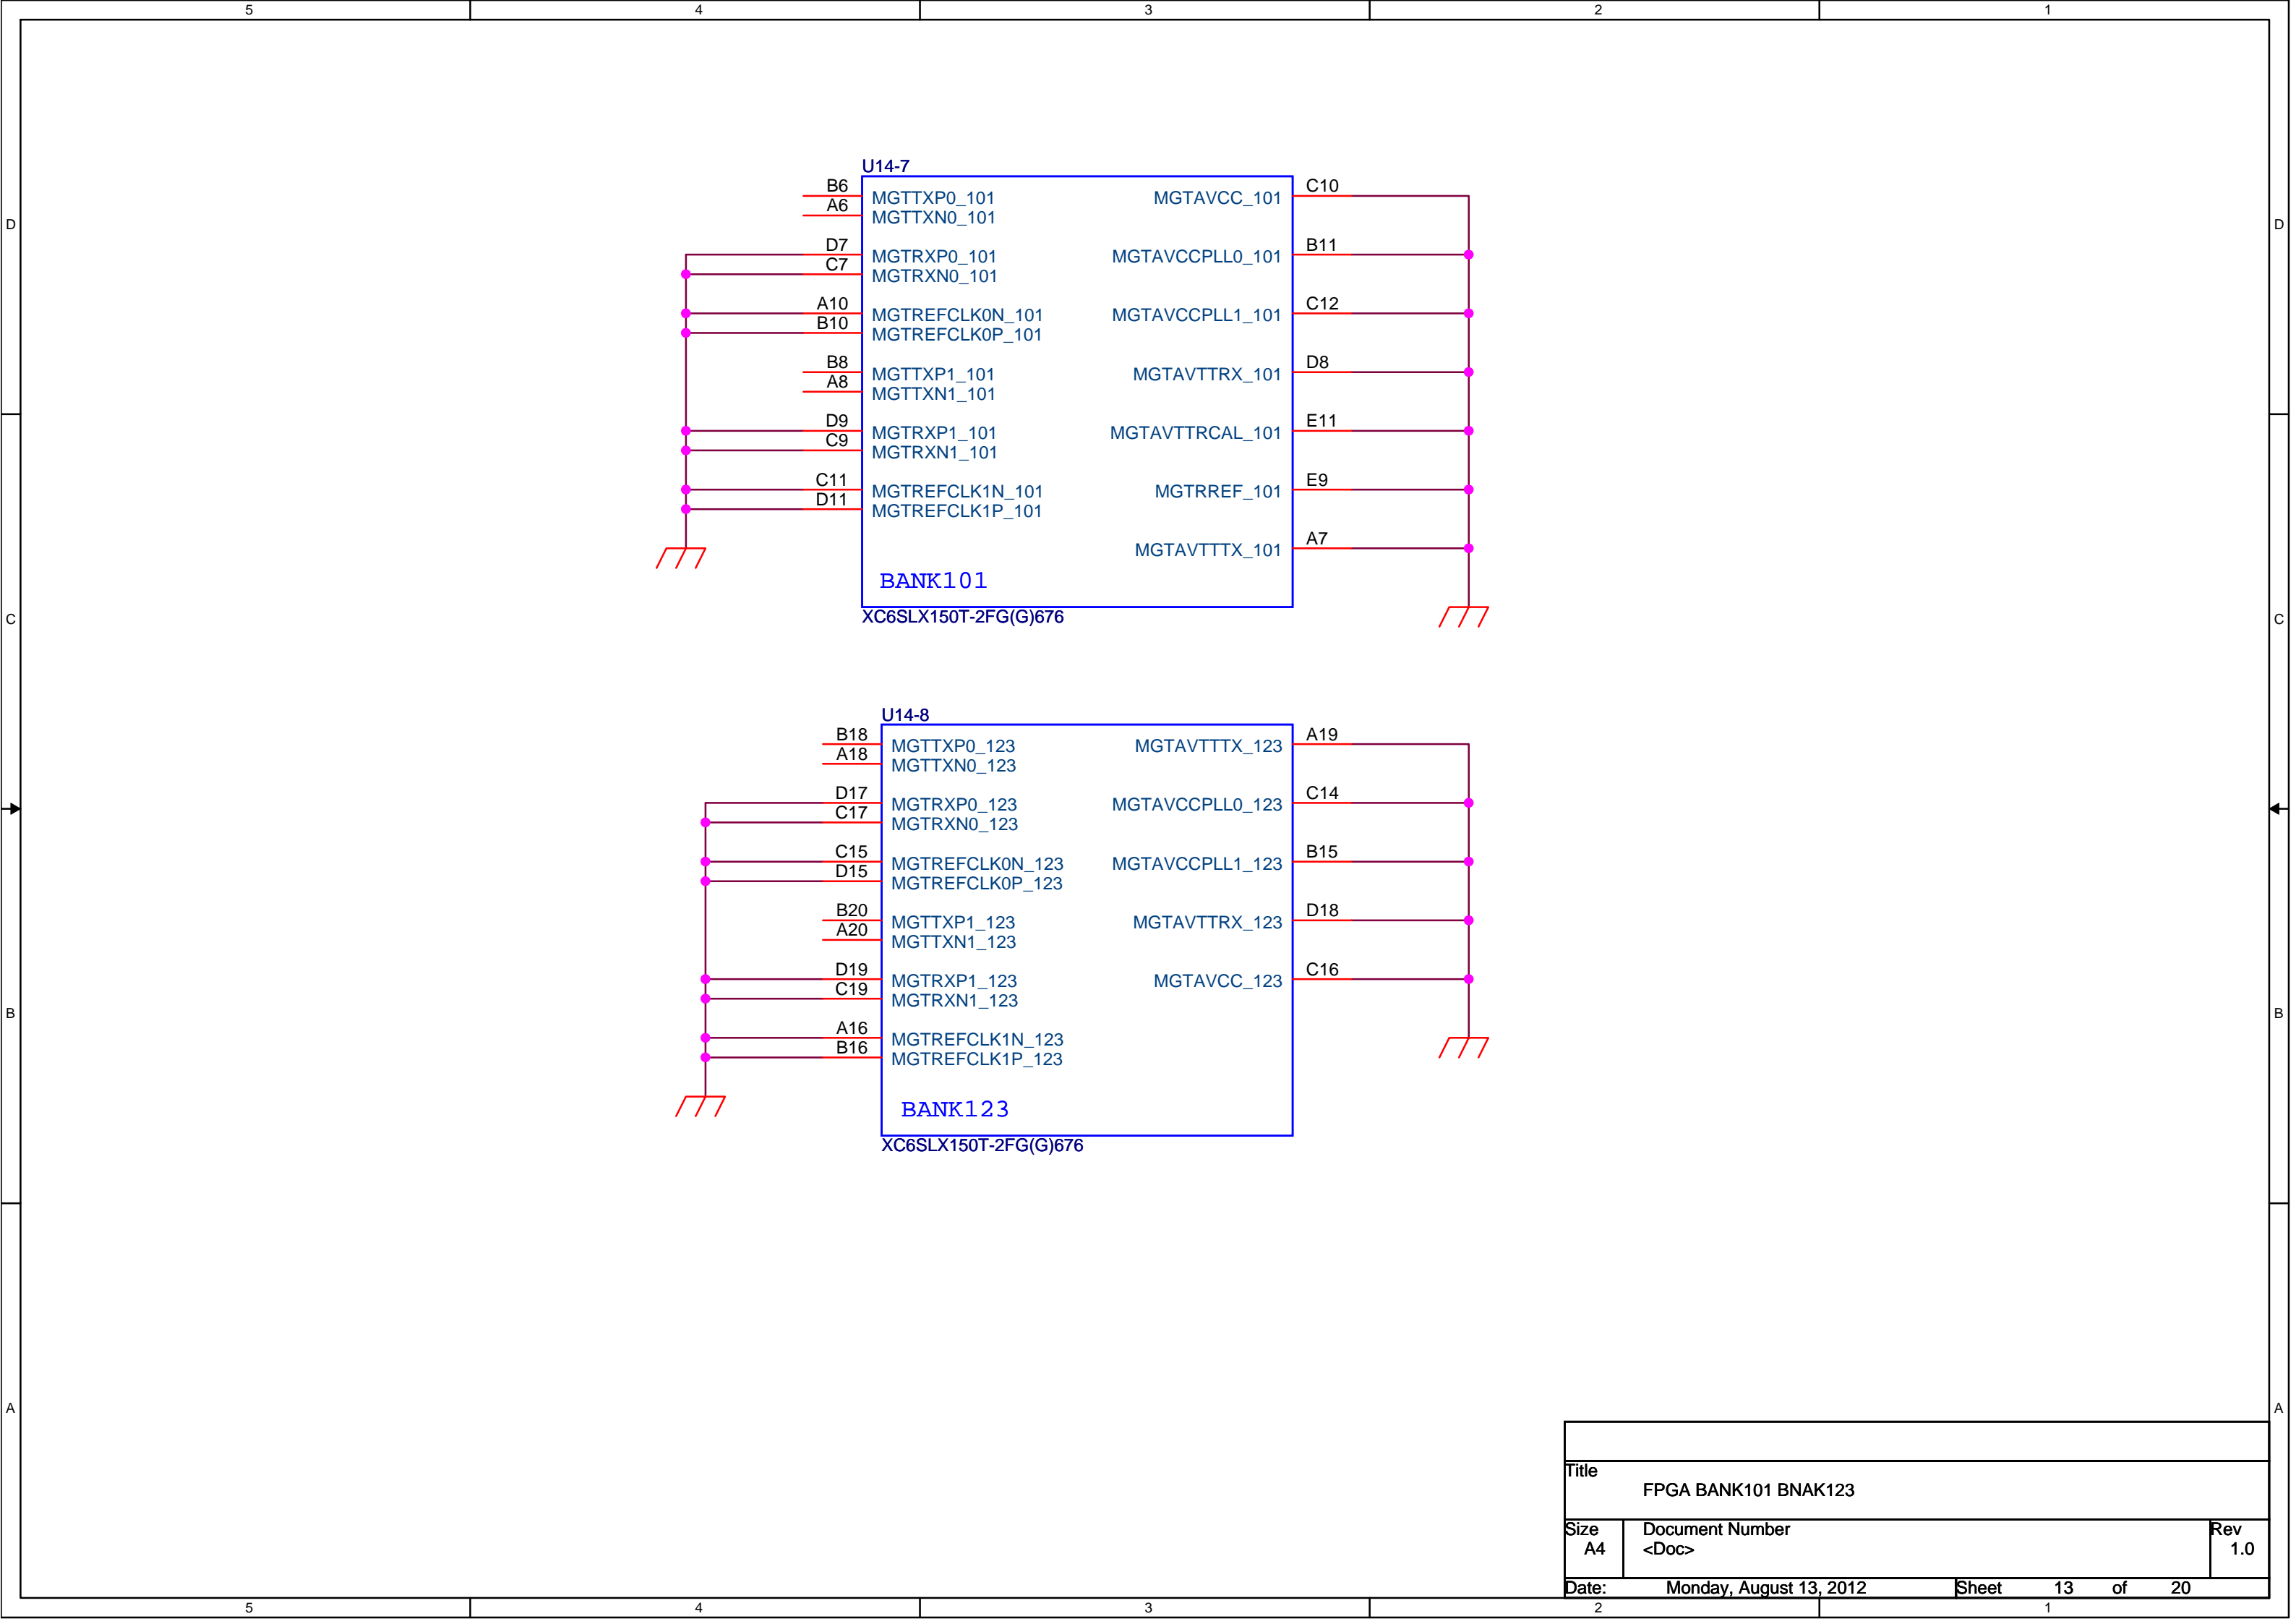 5 4 3 2 1
D D
C C
B B
A A
U14-7
B6 MGTTXP0_101 MGTAVCC_101 C10
A6 MGTTXN0_101
D7 MGTRXP0_101 MGTAVCCPLL0_101 B11
C7 MGTRXN0_101
A10 MGTREFCLK0N_101 MGTAVCCPLL1_101 C12
B10 MGTREFCLK0P_101
B8 MGTTXP1_101 MGTAVTTRX_101 D8
A8 MGTTXN1_101
D9 MGTRXP1_101 MGTAVTTRCAL_101 E11
C9 MGTRXN1_101
C11 MGTREFCLK1N_101 MGTRREF_101 E9
D11 MGTREFCLK1P_101
MGTAVTTTX_101 A7
BANK101
XC6SLX150T-2FG(G)676
U14-8
B18 MGTTXP0_123 MGTAVTTTX_123 A19
A18 MGTTXN0_123
D17 MGTRXP0_123 MGTAVCCPLL0_123 C14
C17 MGTRXN0_123
C15 MGTREFCLK0N_123 MGTAVCCPLL1_123 B15
D15 MGTREFCLK0P_123
B20 MGTTXP1_123 MGTAVTTRX_123 D18
A20 MGTTXN1_123
D19 MGTRXP1_123 MGTAVCC_123 C16
C19 MGTRXN1_123
A16 MGTREFCLK1N_123
B16 MGTREFCLK1P_123
BANK123
XC6SLX150T-2FG(G)676
Title
FPGA BANK101 BNAK123
Size Document Number Rev
A4 <Doc> 1.0
Date: Monday, August 13, 2012 Sheet 13 of 20
5 4 3 2 1